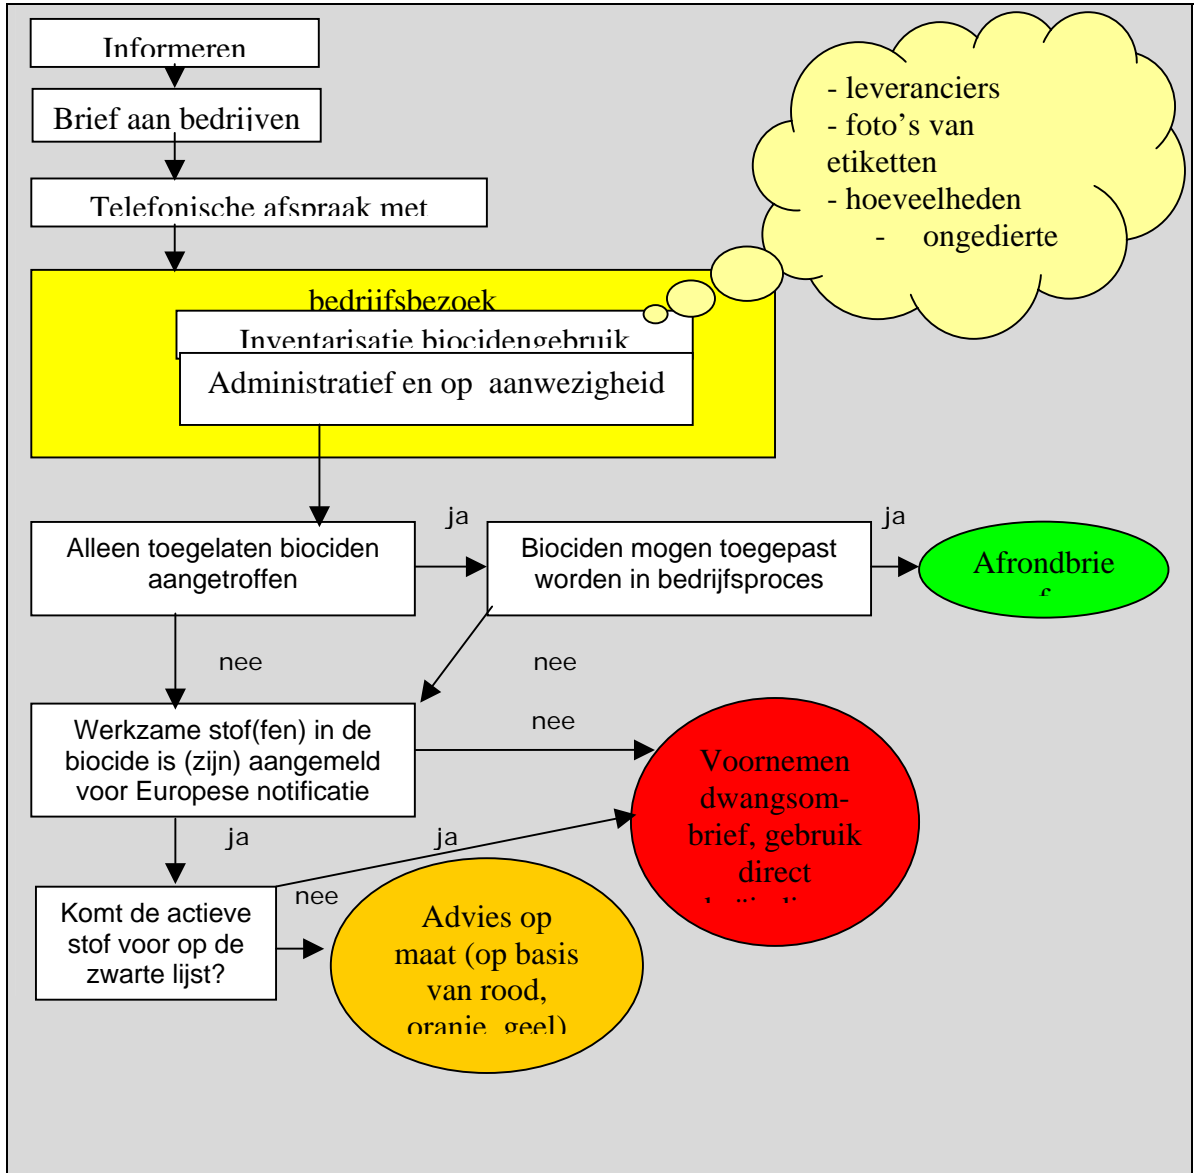 Informeren
Brief aan bedrijven
Telefonische afspraak met
- leveranciers
- foto's van
etiketten
- hoeveelheden
- ongedierte
bedrijfsbezoek
Inventarisatie biocidengebruik
Administratief en op aanwezigheid
Alleen toegelaten biociden
aangetroffen
ja
Biociden mogen toegepast
worden in bedrijfsproces
ja
Afrondbrie
f
nee
nee
Werkzame stof(fen) in de
biocide is (zijn) aangemeld
voor Europese notificatie
nee
Voornemen
dwangsom-
brief, gebruik
direct
ja
ja
Komt de actieve
stof voor op de
zwarte lijst?
nee
Advies op
maat (op basis
van rood,
oranje, geel)